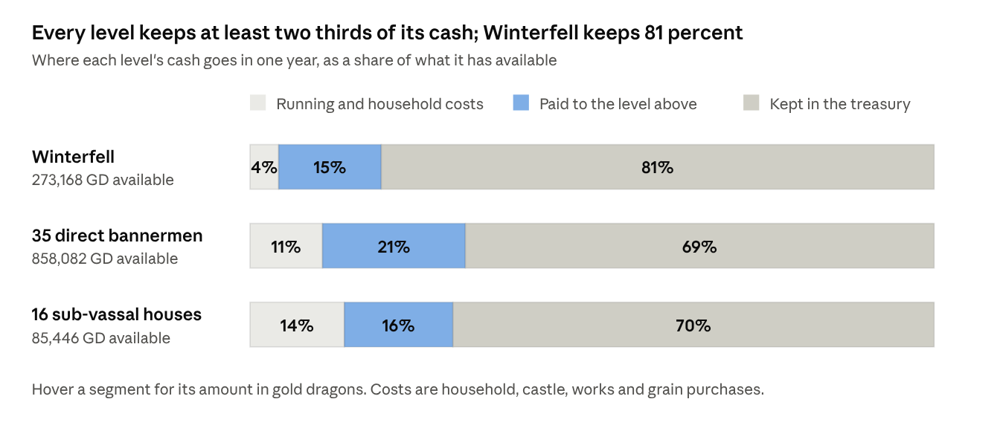 Every level keeps at least two thirds of its cash; Winterfell keeps 81 percent
Where each level's cash goes in one year, as a share of what it has available
Running and household costs
Paid to the level above
Kept in the treasury
Winterfell
273,168 GD available
4%
15%
81%
35 direct bannermen
858,082 GD available
11%
21%
69%
16 sub-vassal houses
85,446 GD available
14%
16%
70%
Hover a segment for its amount in gold dragons. Costs are household, castle, works and grain purchases.